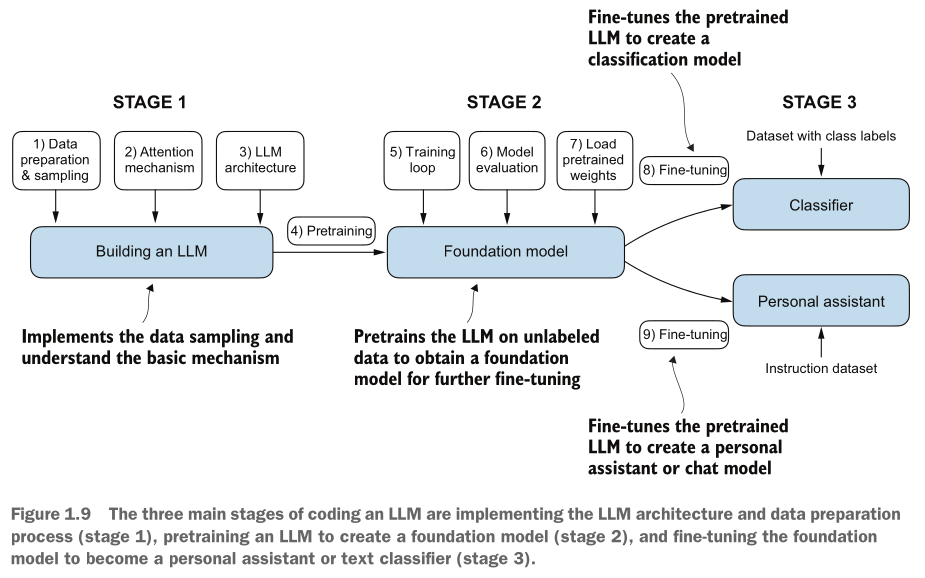 Fine-tunes the pretrained
LLM to create a
classification model
STAGE 1
STAGE 2
STAGE 3
1) Data
preparation
& sampling
2) Attention
mechanism
3) LLM
architecture
4) Pretraining
5) Training
loop
6) Model
evaluation
7) Load
pretrained
weights
8) Fine-tuning
Dataset with class labels
Classifier
Building an LLM
Foundation model
Personal assistant
9) Fine-tuning
Instruction dataset
Implements the data sampling and
understand the basic mechanism
Pretrains the LLM on unlabeled
data to obtain a foundation
model for further fine-tuning
Fine-tunes the pretrained
LLM to create a personal
assistant or chat model
Figure 1.9 The three main stages of coding an LLM are implementing the LLM architecture and data preparation
process (stage 1), pretraining an LLM to create a foundation model (stage 2), and fine-tuning the foundation
model to become a personal assistant or text classifier (stage 3).